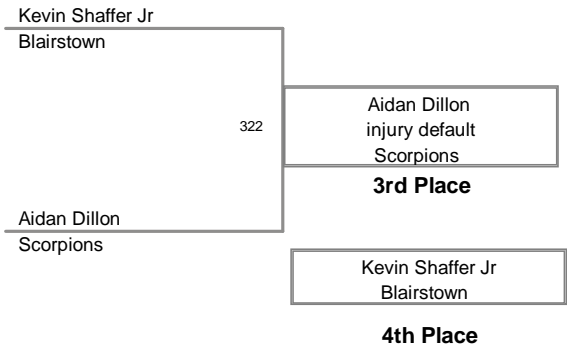 Kevin Shaffer Jr
Blairstown
322
Aidan Dillon
injury default
Scorpions
3rd Place
Aidan Dillon
Scorpions
Kevin Shaffer Jr
Blairstown
4th Place